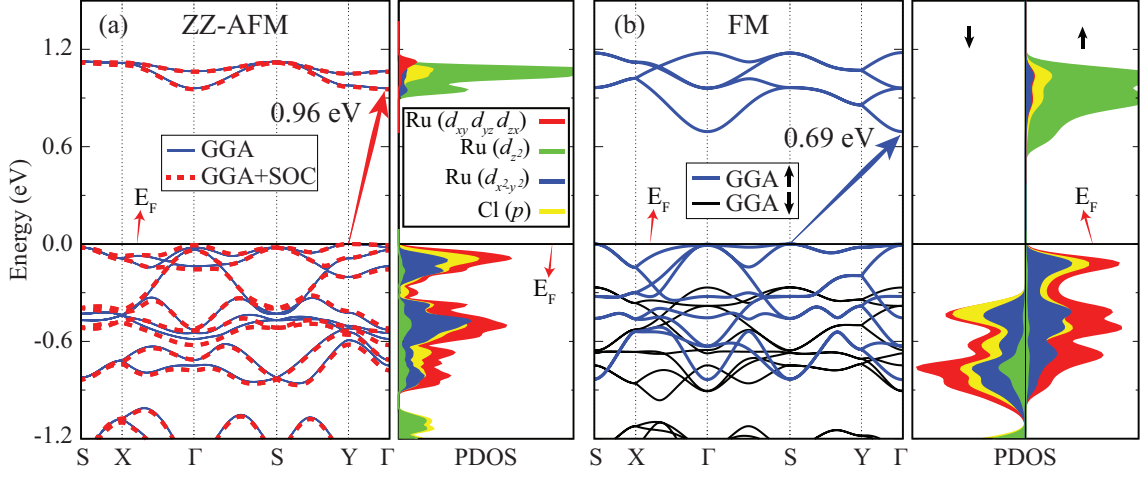 (a) ZZ-AFM
(b) FM
1.2
0.6
0.0
-0.6
-1.2
Energy (eV)
0.96 eV
GGA
GGA+SOC
E_F
S X Γ S Y Γ
Ru (d_xy d_yz d_zx)
Ru (d_z²)
Ru (d_x²-y²)
Cl (p)
E_F
PDOS
0.69 eV
GGA ⬆
GGA ⬇
E_F
S X Γ S Y Γ
⬇ ⬆
E_F
PDOS